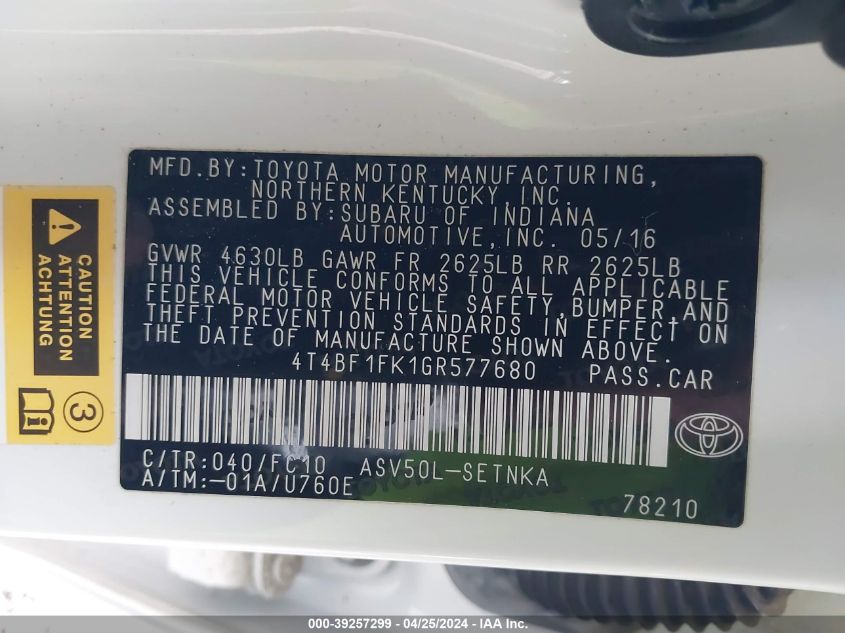 MFD.BY:TOYOTA MOTOR MANUFACTURING,
NORTHERN KENTUCKY,INC.
ASSEMBLED BY:SUBARU OF INDIANA
AUTOMOTIVE,INC. 05/16
GVWR 4630LB GAWR FR 2625LB RR 2625LB
THIS VEHICLE CONFORMS TO ALL APPLICABLE
FEDERAL MOTOR VEHICLE SAFETY,BUMPER,AND
THEFT PREVENTION STANDARDS IN EFFECT ON
THE DATE OF MANUFACTURE SHOWN ABOVE.
4T4BF1FK1GR577680 PASS.CAR
C/TR:040/FC10 ASV50L-SETNKA
A/TM:-01A/U760E
78210
CAUTION
ATTENTION
ACHTUNG
3
000-39257299 - 04/25/2024 - IAAI Stock & Lot Inc.